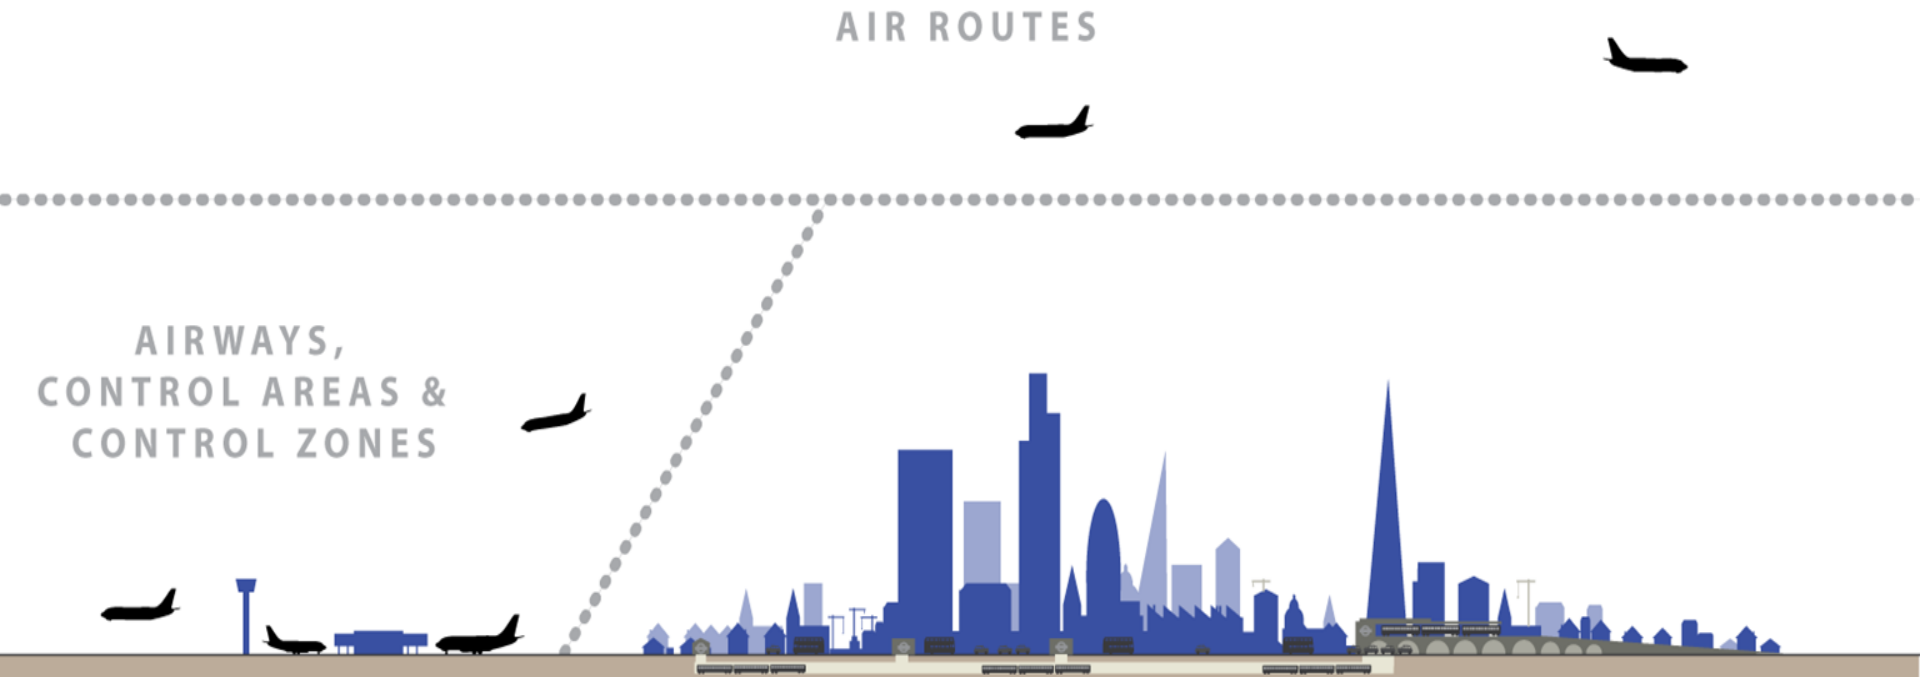 AIR ROUTES
AIRWAYS,
CONTROL AREAS &
CONTROL ZONES